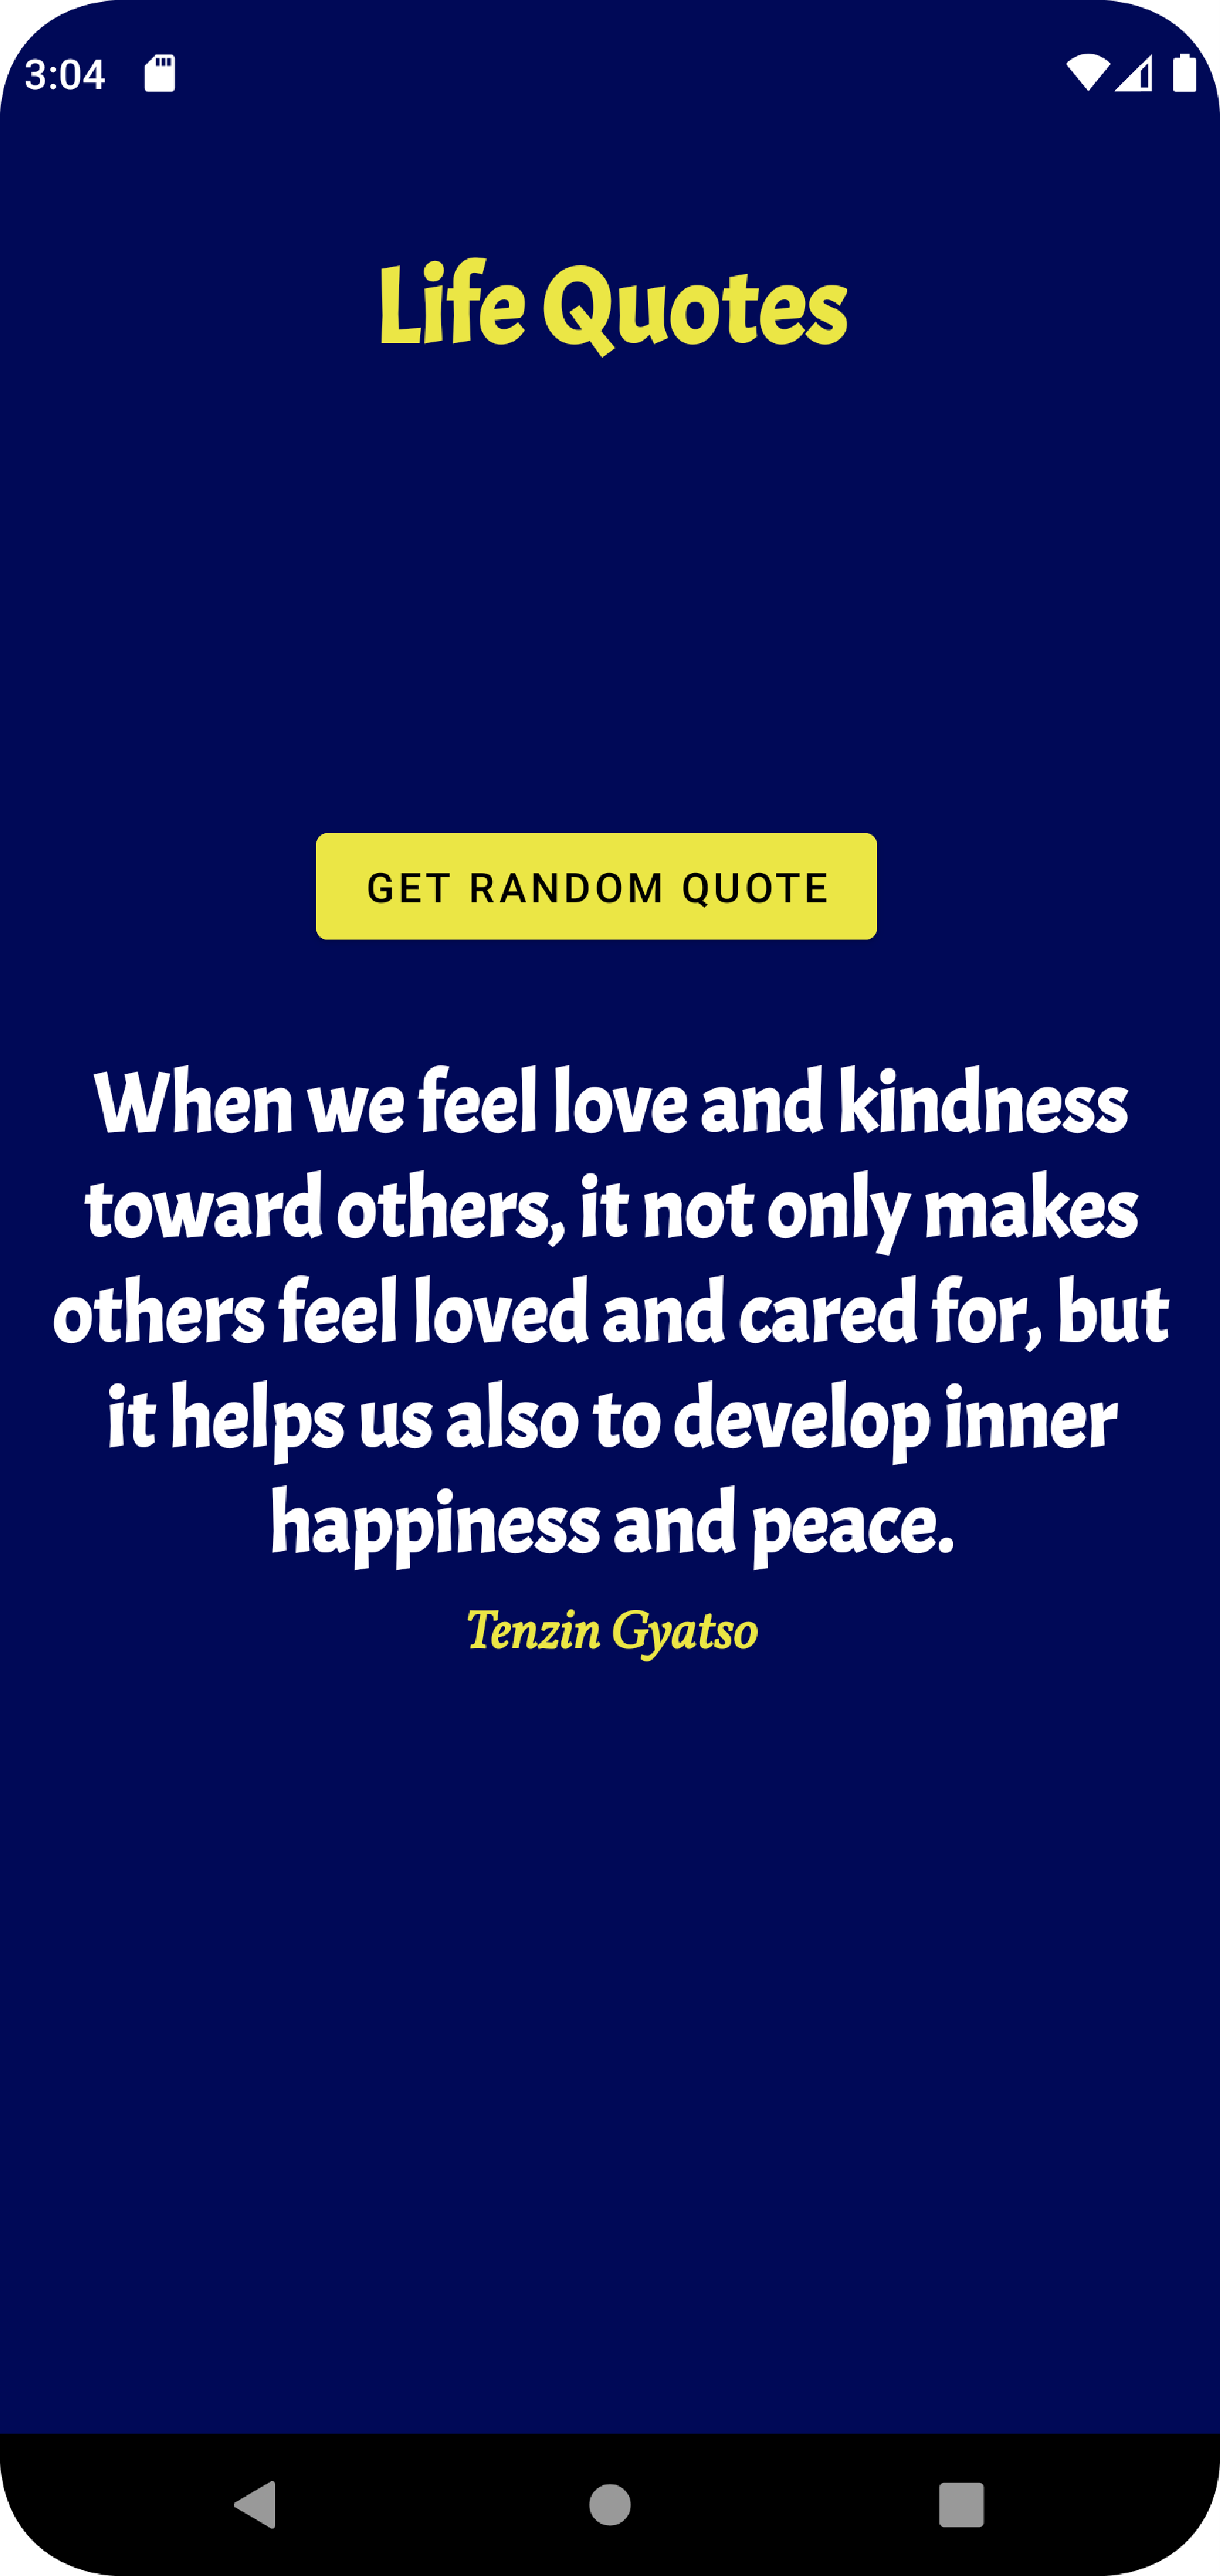 3:04
Life Quotes
GET RANDOM QUOTE
When we feel love and kindness
toward others, it not only makes
others feel loved and cared for, but
it helps us also to develop inner
happiness and peace.
Tenzin Gyatso